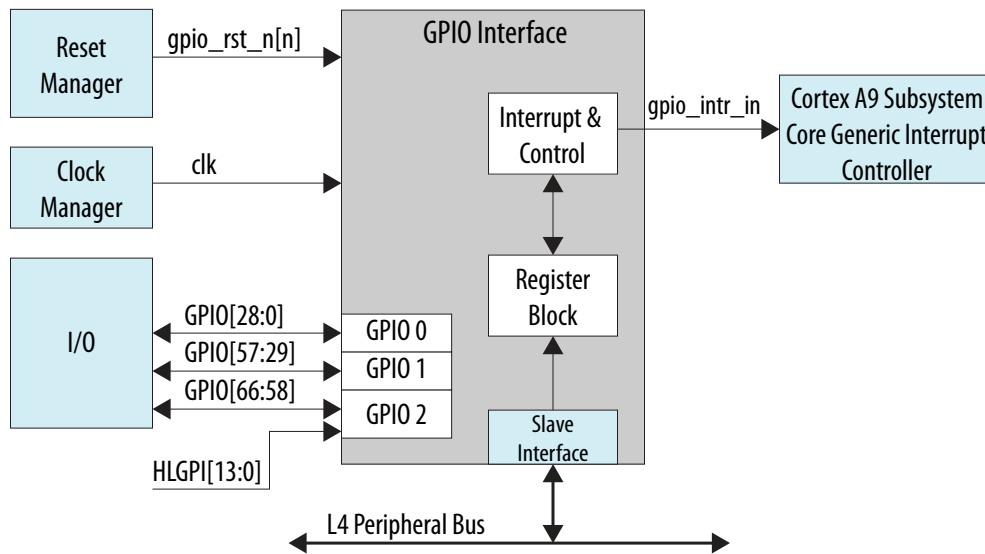 Reset
Manager
gpio_rst_n[n]
GPIO Interface
Interrupt &
Control
gpio_intr_in
Cortex A9 Subsystem
Core Generic Interrupt
Controller
Clock
Manager
clk
Register
Block
I/O
GPIO[28:0]
GPIO 0
GPIO[57:29]
GPIO 1
GPIO[66:58]
GPIO 2
HLGPI[13:0]
Slave
Interface
L4 Peripheral Bus